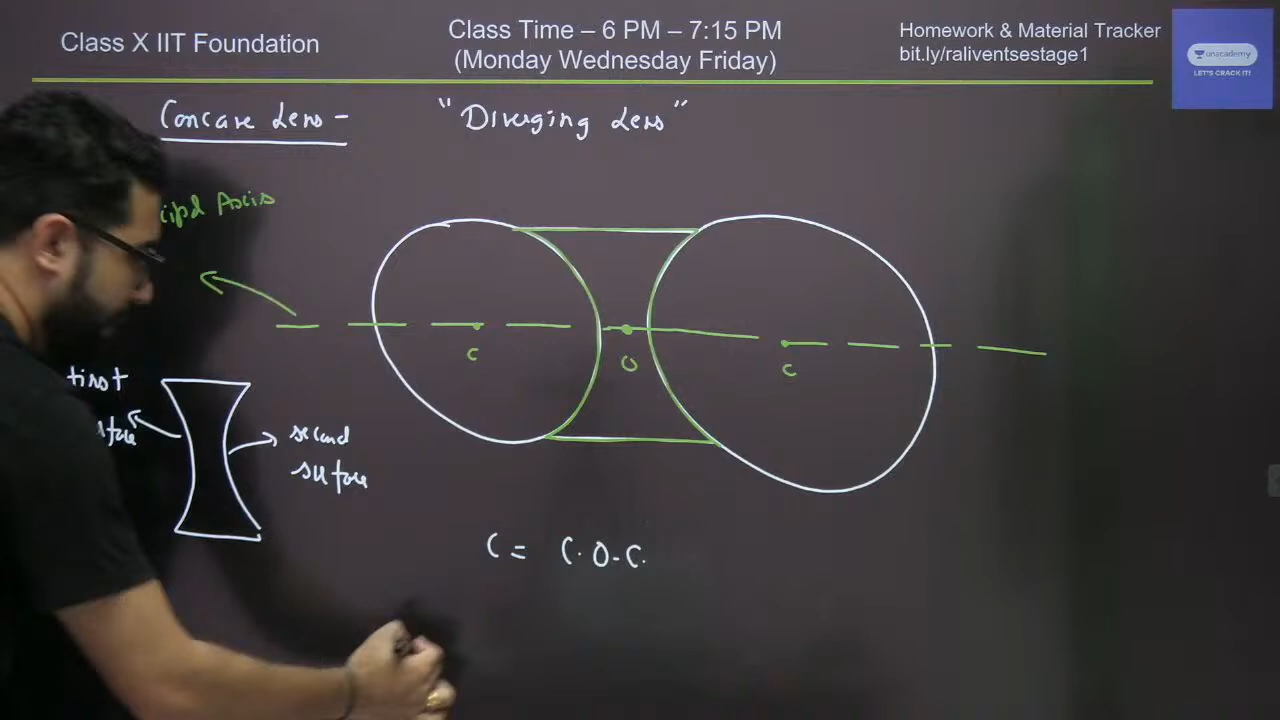 Class X IIT Foundation
Class Time – 6 PM – 7:15 PM
(Monday Wednesday Friday)
Homework & Material Tracker
bit.ly/raliventsestage1
unacademy
LET'S CRACK IT!
Concave Lens -
"Diverging Lens"
Axis
C
O
C
first
second
surface
C = C.O.C.